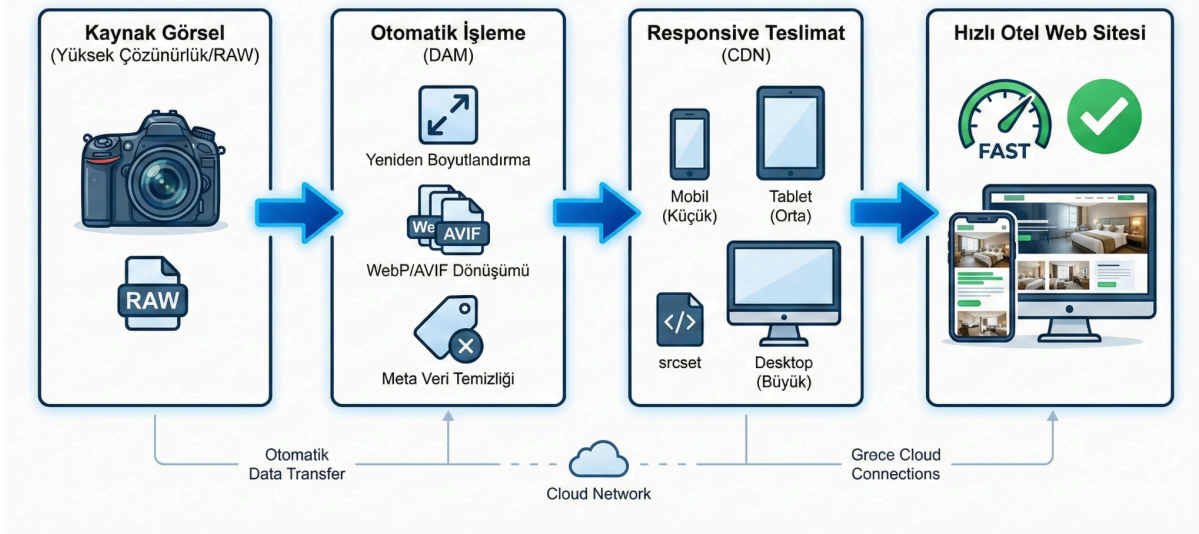 Kaynak Görsel
(Yüksek Çözünürlük/RAW)
RAW
Otomatik İşleme
(DAM)
Yeniden Boyutlandırma
We
AVIF
WebP/AVIF Dönüşümü
Meta Veri Temizliği
Responsive Teslimat
(CDN)
Mobil
(Küçük)
Tablet
(Orta)
</>
srcset
Desktop
(Büyük)
Hızlı Otel Web Sitesi
FAST
Otomatik
Data Transfer
Cloud Network
Grece Cloud
Connections